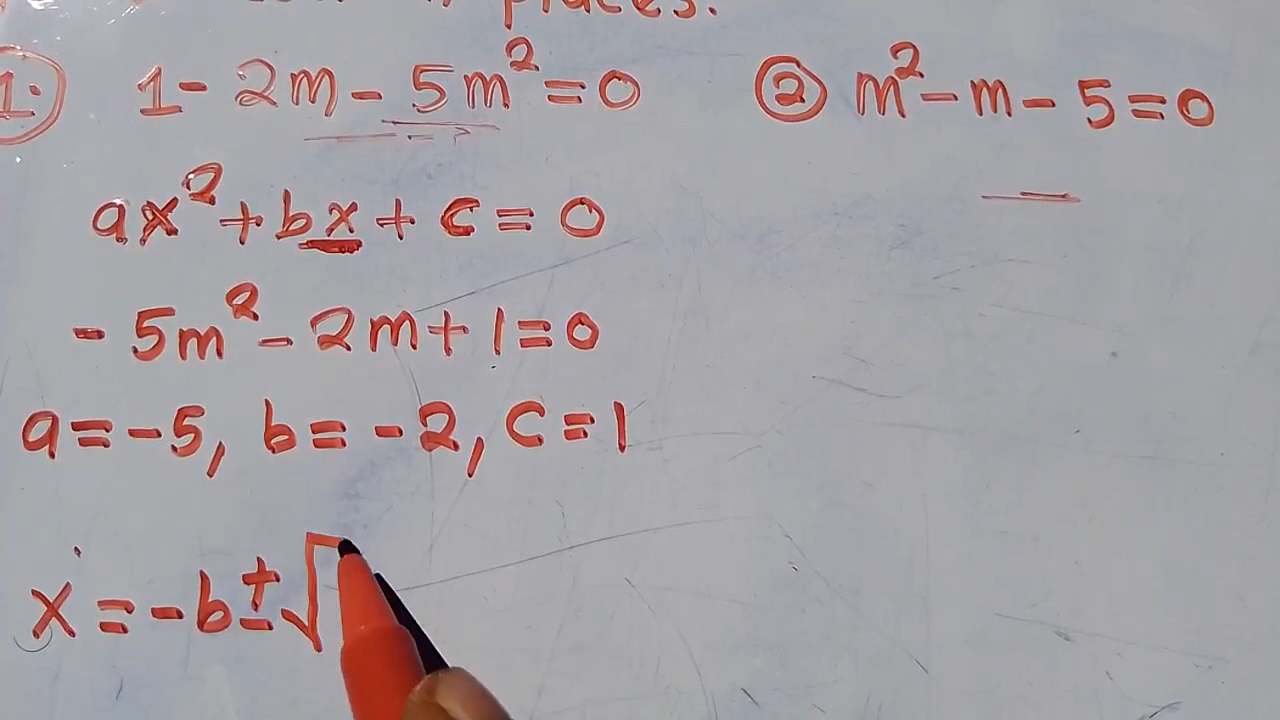 places.
1. 1 - 2m - 5m² = 0
② m² - m - 5 = 0
ax² + bx + c = 0
- 5m² - 2m + 1 = 0
a = -5, b = -2, c = 1
x = -b ± √